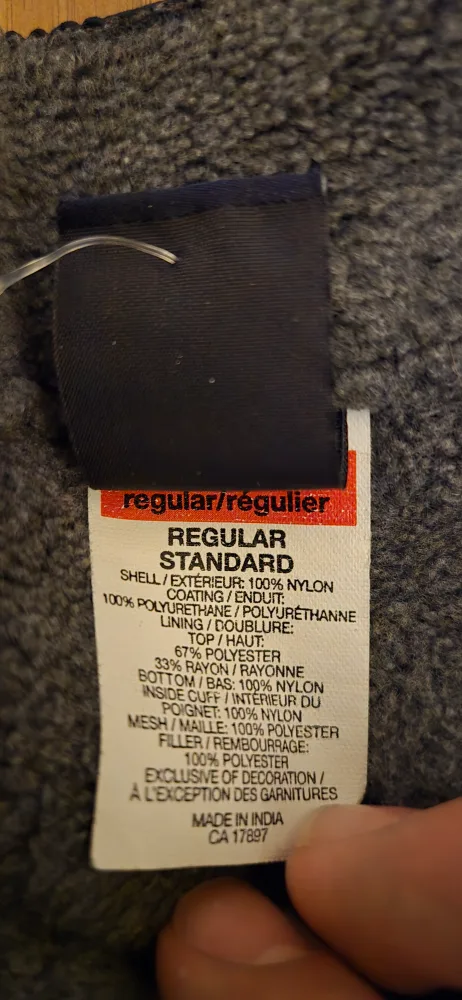 regular/régulier
REGULAR
STANDARD
SHELL / EXTÉRIEUR: 100% NYLON
COATING / ENDUIT:
100% POLYURETHANE / POLYURÉTHANNE
LINING / DOUBLURE:
TOP / HAUT:
67% POLYESTER
33% RAYON / RAYONNE
BOTTOM / BAS: 100% NYLON
INSIDE CUFF / INTÉRIEUR DU
POIGNET: 100% NYLON
MESH / MAILLE: 100% POLYESTER
FILLER / REMBOURRAGE:
100% POLYESTER
EXCLUSIVE OF DECORATION /
À L'EXCEPTION DES GARNITURES
MADE IN INDIA
CA 17897